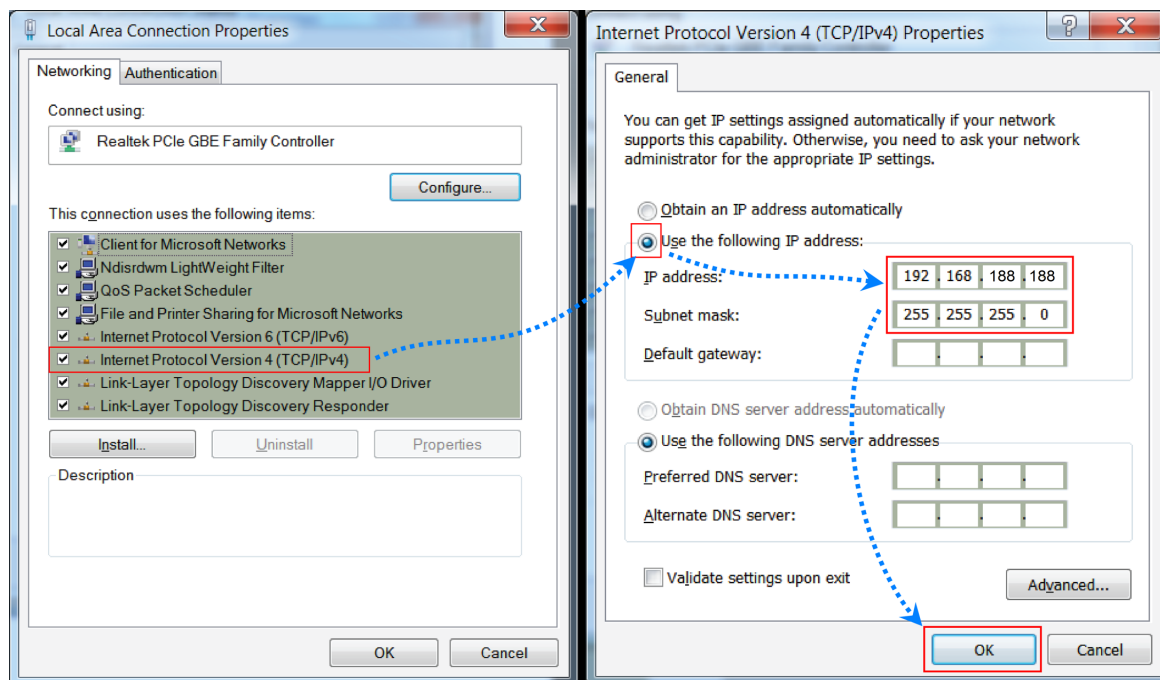 Local Area Connection Properties
Networking
Authentication
Connect using:
Realtek PCIe GBE Family Controller
Configure...
This connection uses the following items:
Client for Microsoft Networks
Ndisrdwm LightWeight Filter
QoS Packet Scheduler
File and Printer Sharing for Microsoft Networks
Internet Protocol Version 6 (TCP/IPv6)
Internet Protocol Version 4 (TCP/IPv4)
Link-Layer Topology Discovery Mapper I/O Driver
Link-Layer Topology Discovery Responder
Install...
Uninstall
Properties
Description
OK
Cancel
Internet Protocol Version 4 (TCP/IPv4) Properties
General
You can get IP settings assigned automatically if your network
supports this capability. Otherwise, you need to ask your network
administrator for the appropriate IP settings.
Obtain an IP address automatically
Use the following IP address:
IP address: 192 . 168 . 188 . 188
Subnet mask: 255 . 255 . 255 . 0
Default gateway: . . .
Obtain DNS server address automatically
Use the following DNS server addresses
Preferred DNS server: . . .
Alternate DNS server: . . .
Validate settings upon exit
Advanced...
OK
Cancel